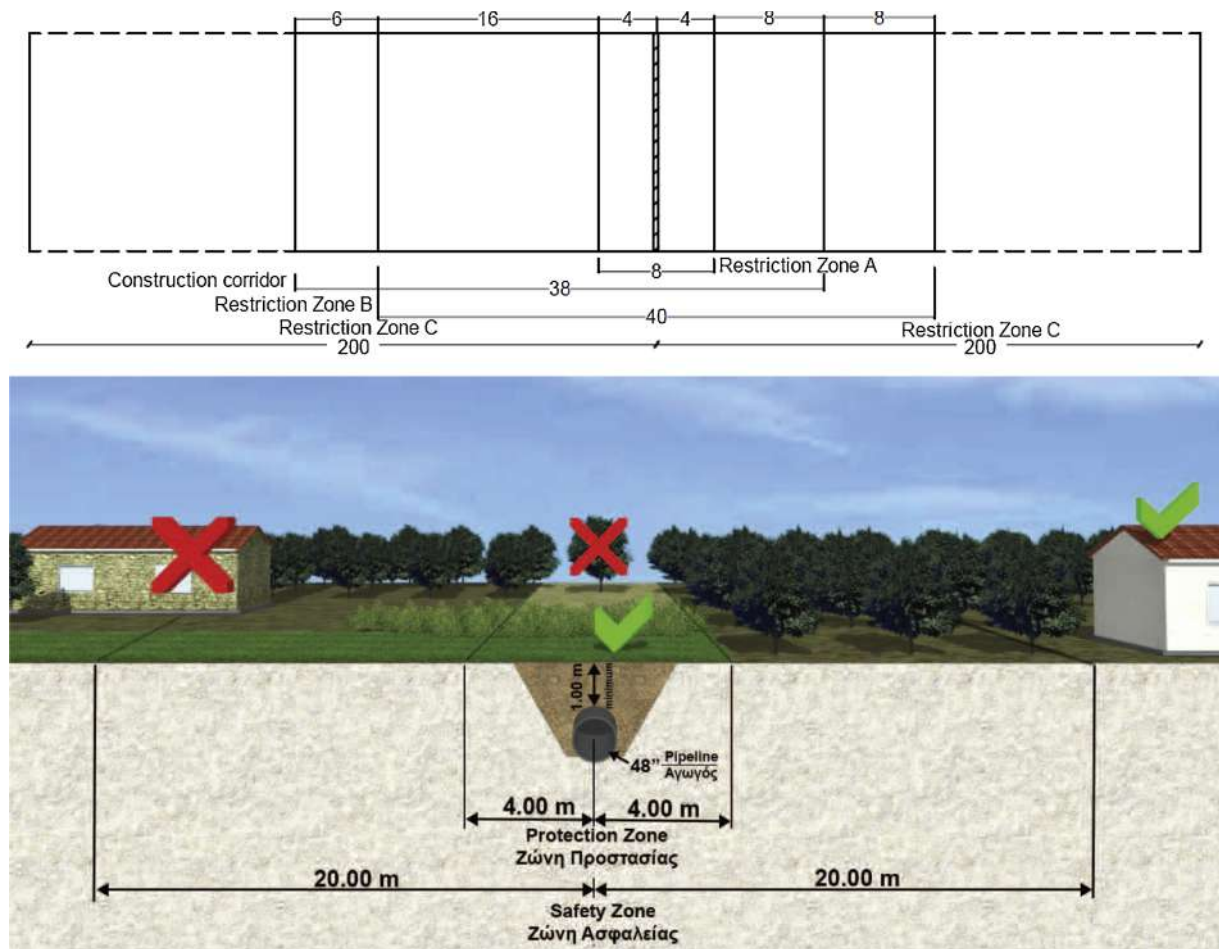 6 16 4 4 8 8
8 Restriction Zone A
Construction corridor
38
Restriction Zone B
40
Restriction Zone C Restriction Zone C
200 200
1.00 m
minimum
48” Pipeline
Αγωγός
4.00 m 4.00 m
Protection Zone
Ζώνη Προστασίας
20.00 m 20.00 m
Safety Zone
Ζώνη Ασφαλείας